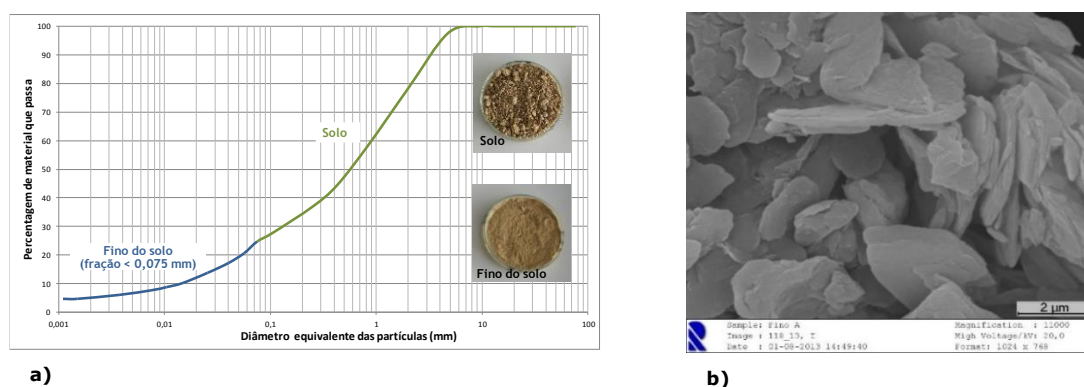 100
90
80
70
60
50
40
30
20
10
0
Percentagem de material que passa
Solo
Fino do solo
(fração < 0,075 mm)
Solo
Fino do solo
0,001
0,01
0,1
1
10
100
Diâmetro equivalente das partículas (mm)
a)
2 µm
Sample: Fino A
Image : 118_13, I
Date : 01-08-2013 14:49:40
Magnification : 11000
High Voltage/kV: 20,0
Format: 1024 x 768
b)